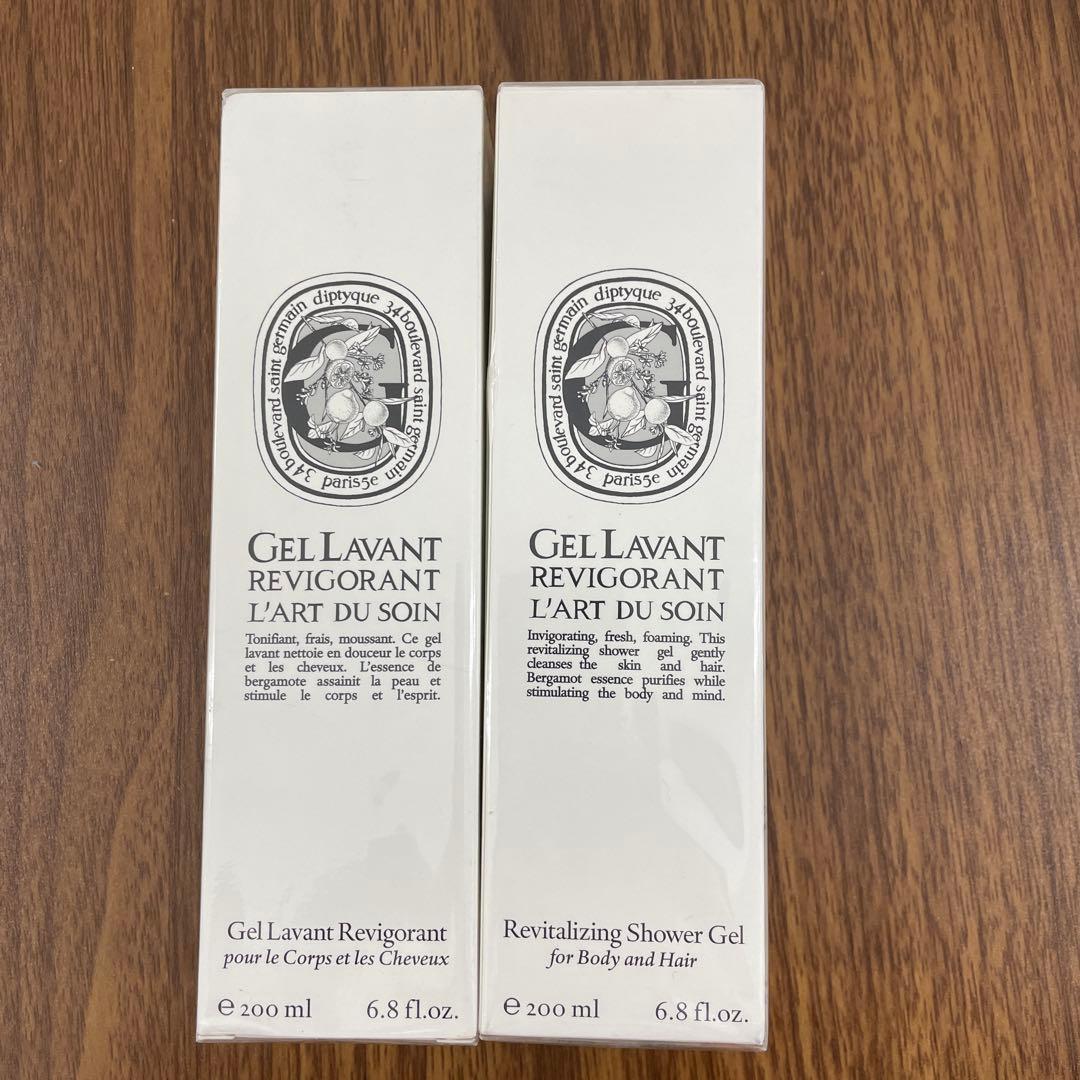 diptyque 34 boulevard saint germain paris5e 34 boulevard saint germain
GEL LAVANT
REVIGORANT
L'ART DU SOIN
Tonifiant, frais, moussant. Ce gel
lavant nettoie en douceur le corps
et les cheveux. L'essence de
bergamote assainit la peau et
stimule le corps et l'esprit.
Gel Lavant Revigorant
pour le Corps et les Cheveux
e 200 ml 6.8 fl.oz.
diptyque 34 boulevard saint germain paris5e 34 boulevard saint germain
GEL LAVANT
REVIGORANT
L'ART DU SOIN
Invigorating, fresh, foaming. This
revitalizing shower gel gently
cleanses the skin and hair.
Bergamot essence purifies while
stimulating the body and mind.
Revitalizing Shower Gel
for Body and Hair
e 200 ml 6.8 fl.oz.